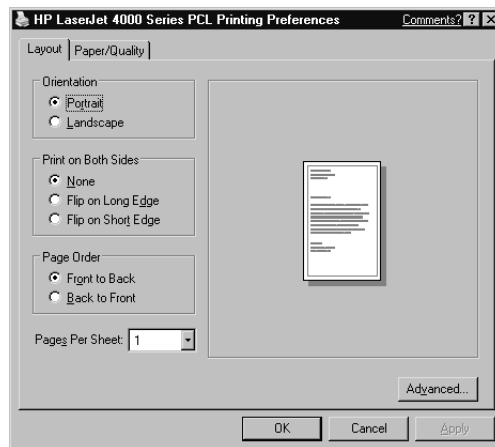 HP LaserJet 4000 Series PCL Printing Preferences Comments? ? X
Layout Paper/Quality
Orientation
Portrait
Landscape
Print on Both Sides
None
Flip on Long Edge
Flip on Short Edge
Page Order
Front to Back
Back to Front
Pages Per Sheet: 1
Advanced...
OK Cancel Apply